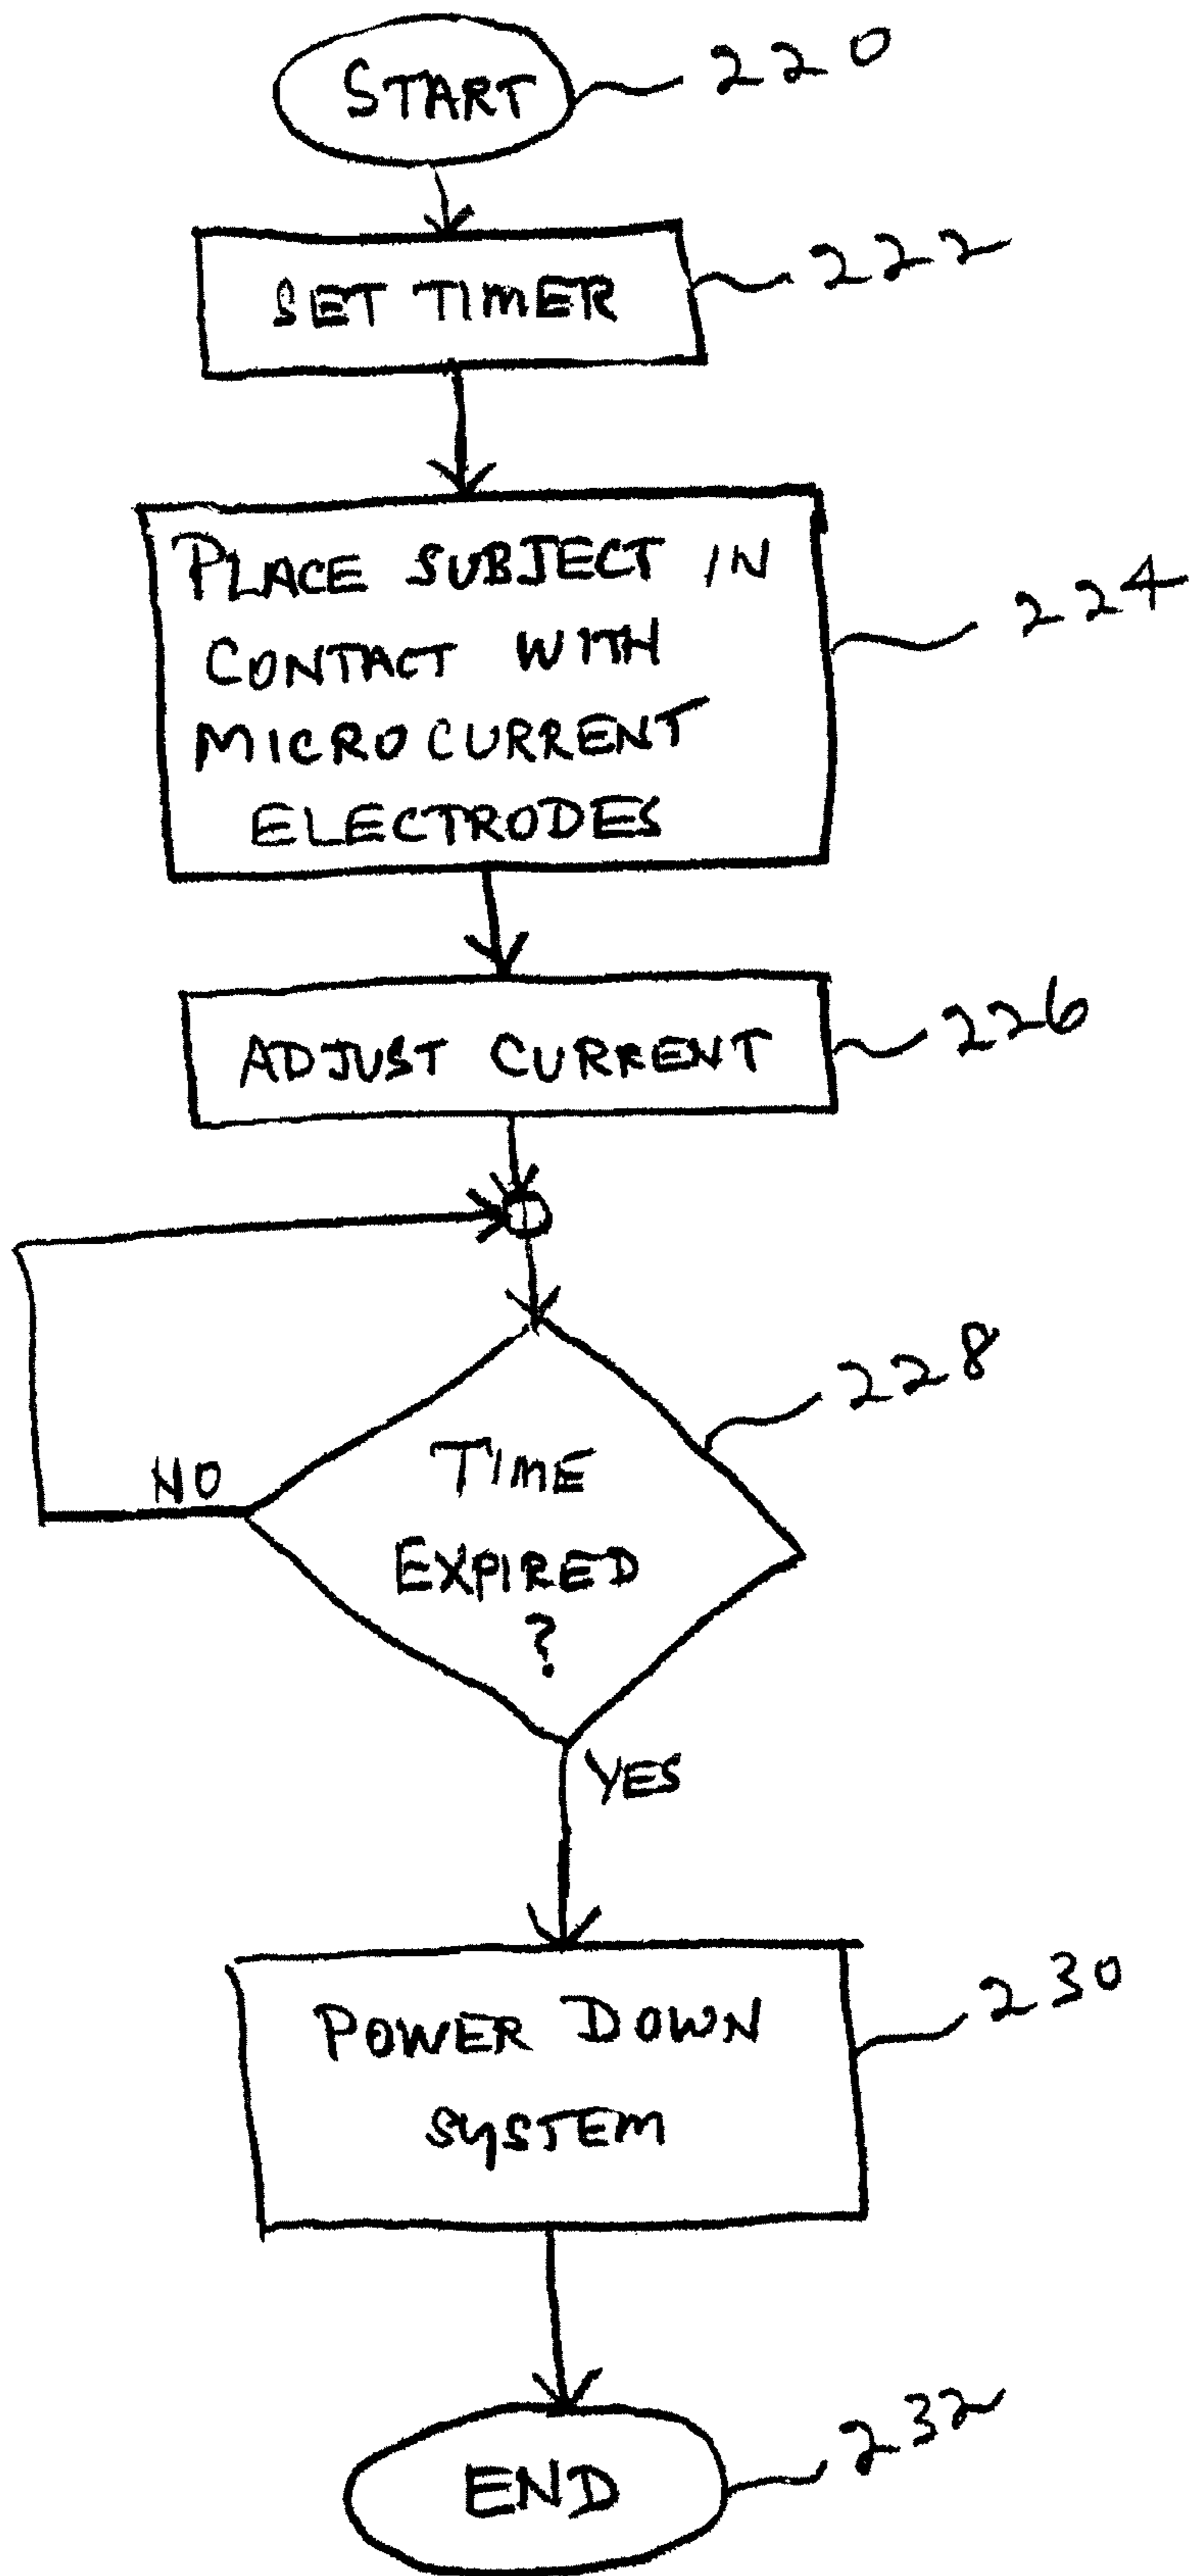 START
220
SET TIMER
222
PLACE SUBJECT IN
CONTACT WITH
MICROCURRENT
ELECTRODES
224
ADJUST CURRENT
226
TIME
EXPIRED
?
228
NO
YES
POWER DOWN
SYSTEM
230
END
232